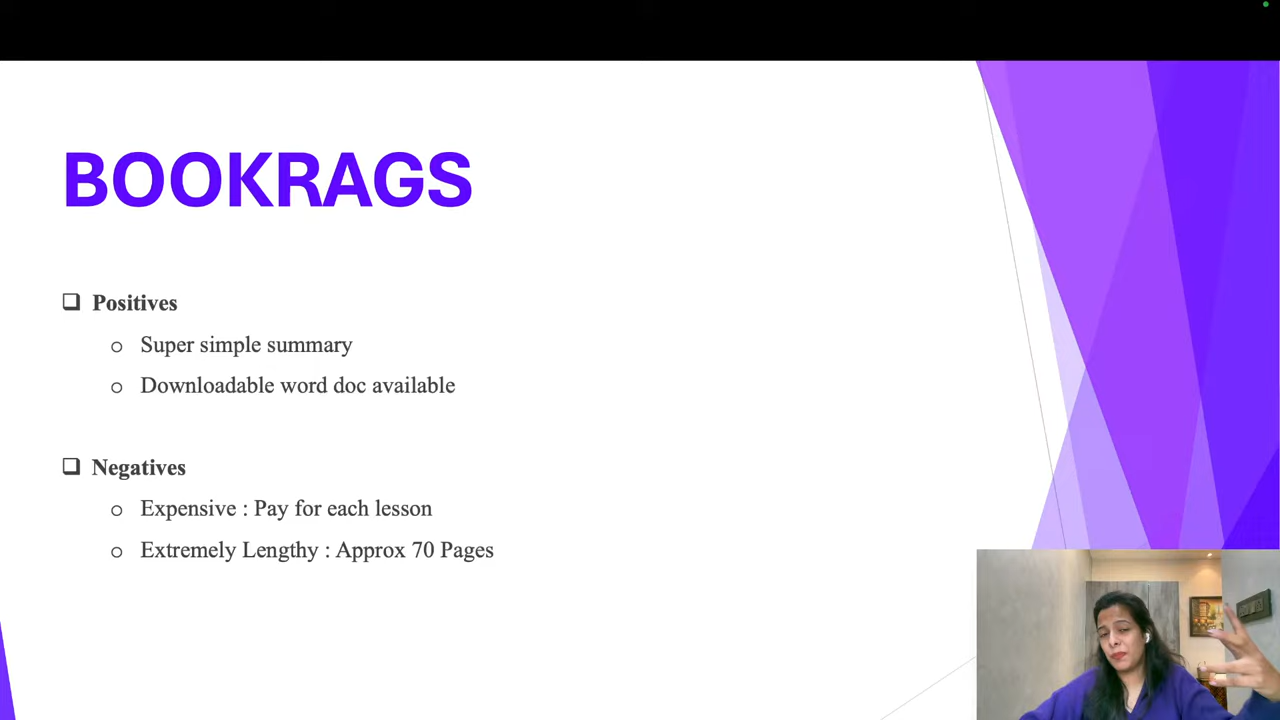 BOOKRAGS
Positives
Super simple summary
Downloadable word doc available
Negatives
Expensive : Pay for each lesson
Extremely Lengthy : Approx 70 Pages